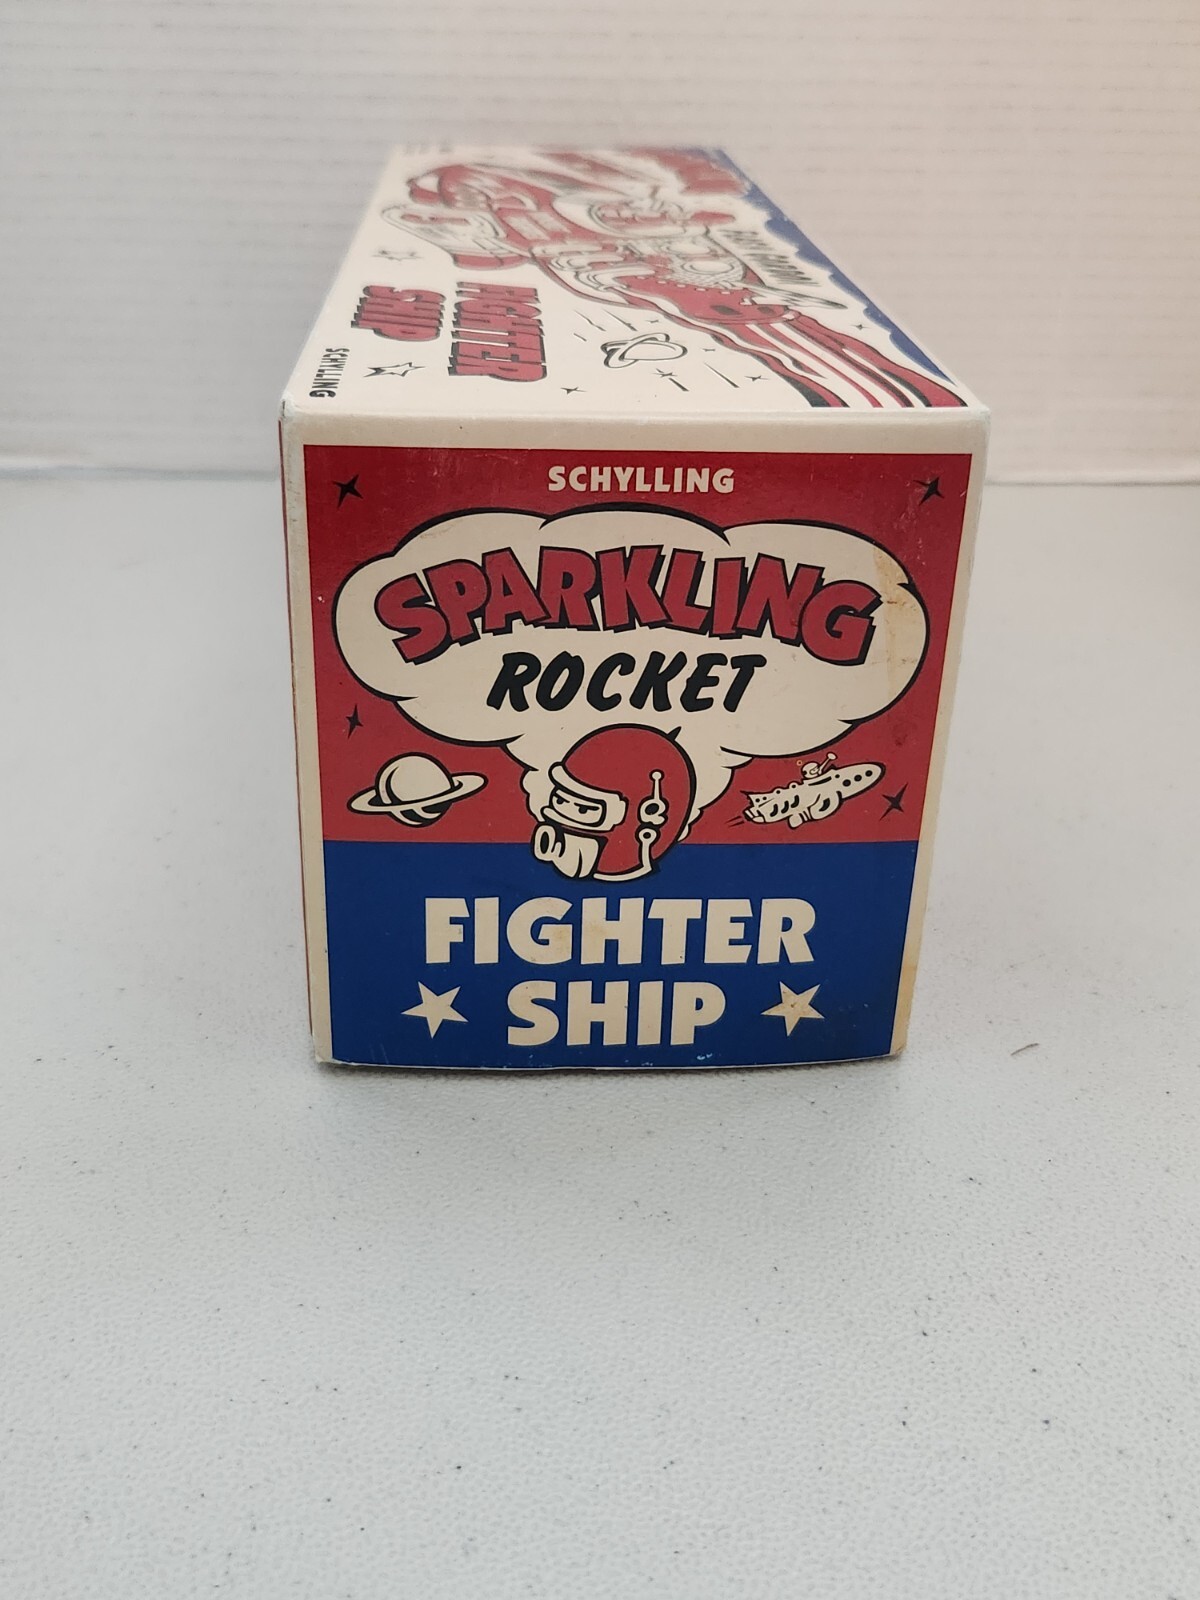 FIGHTER
SHIP
SCHYLLING
SCHYLLING
SPARKLING
ROCKET
FIGHTER
SHIP